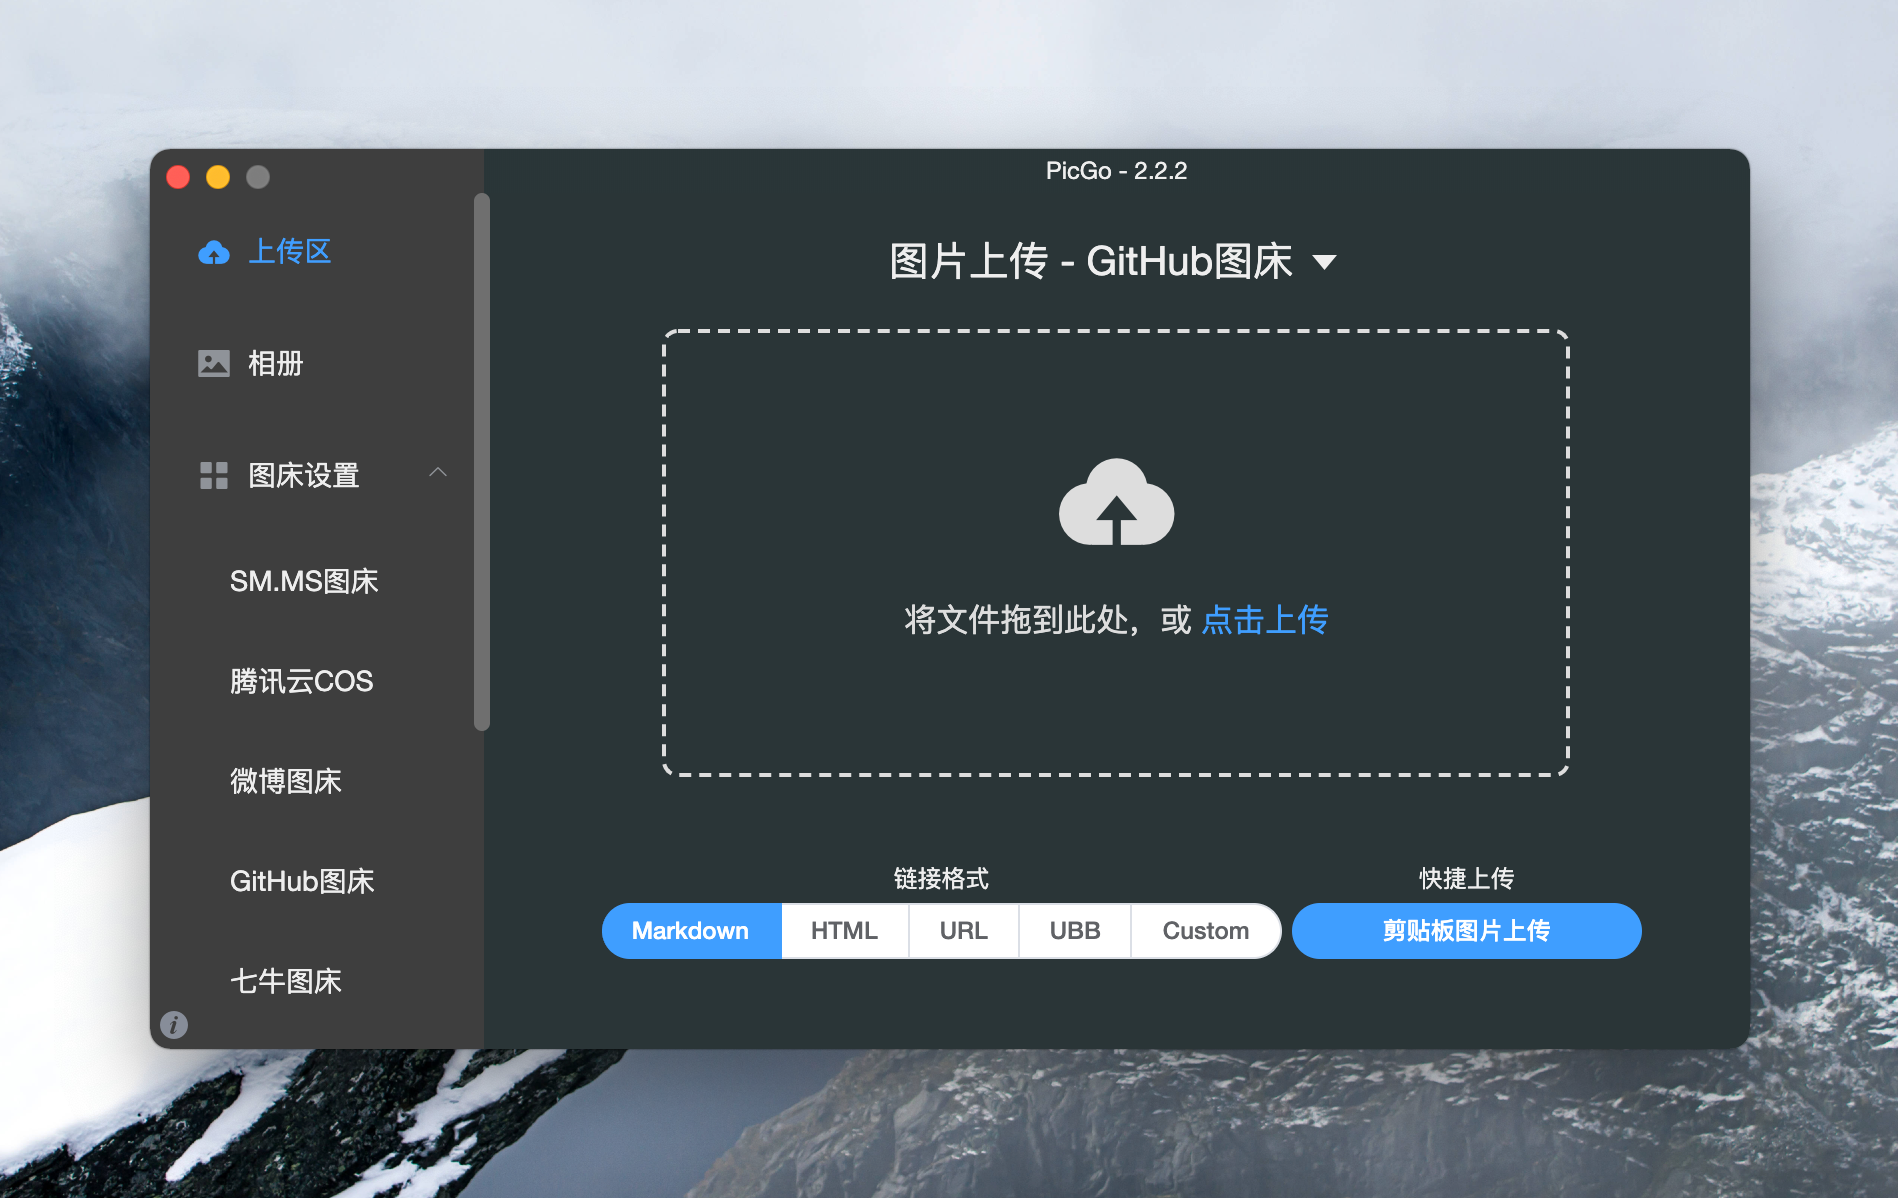 PicGo - 2.2.2
上传区
相册
图床设置
SM.MS图床
腾讯云COS
微博图床
GitHub图床
七牛图床
图片上传 - GitHub图床
将文件拖到此处，或 点击上传
链接格式
Markdown HTML URL UBB Custom
快捷上传
剪贴板图片上传